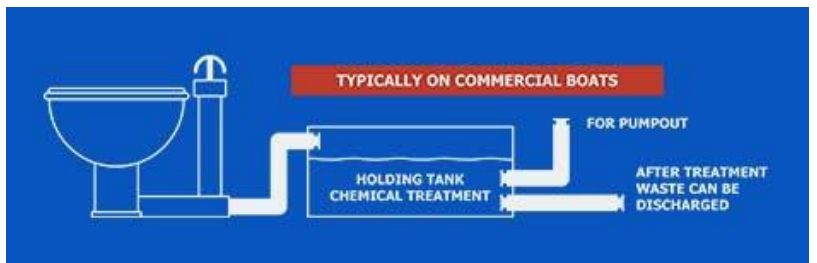 TYPICALLY ON COMMERCIAL BOATS
FOR PUMPOUT
HOLDING TANK
CHEMICAL TREATMENT
AFTER TREATMENT
WASTE CAN BE
DISCHARGED